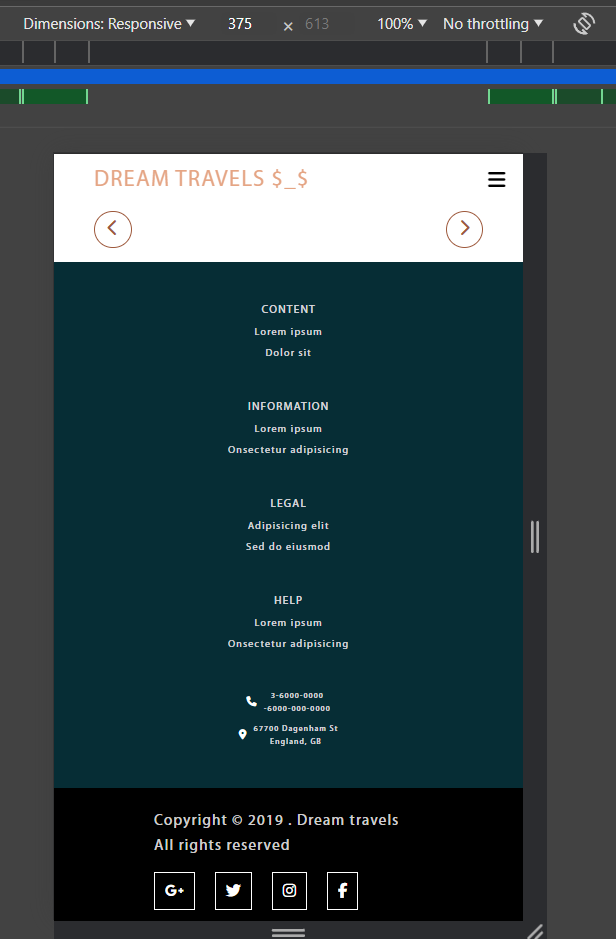 Dimensions: Responsive 375 × 613 100% No throttling
DREAM TRAVELS $_$
CONTENT
Lorem ipsum
Dolor sit
INFORMATION
Lorem ipsum
Onsectetur adipisicing
LEGAL
Adipisicing elit
Sed do eiusmod
HELP
Lorem ipsum
Onsectetur adipisicing
3-6000-0000
-6000-000-0000
67700 Dagenham St
England, GB
Copyright © 2019 . Dream travels
All rights reserved
G+